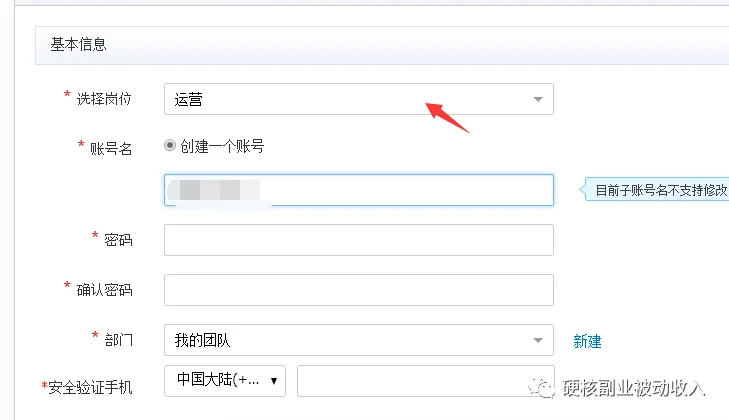 基本信息
* 选择岗位 运营
* 账号名 创建一个账号
目前子账号名不支持修改
* 密码
* 确认密码
* 部门 我的团队 新建
*安全验证手机 中国大陆(+... 
硬核副业被动收入